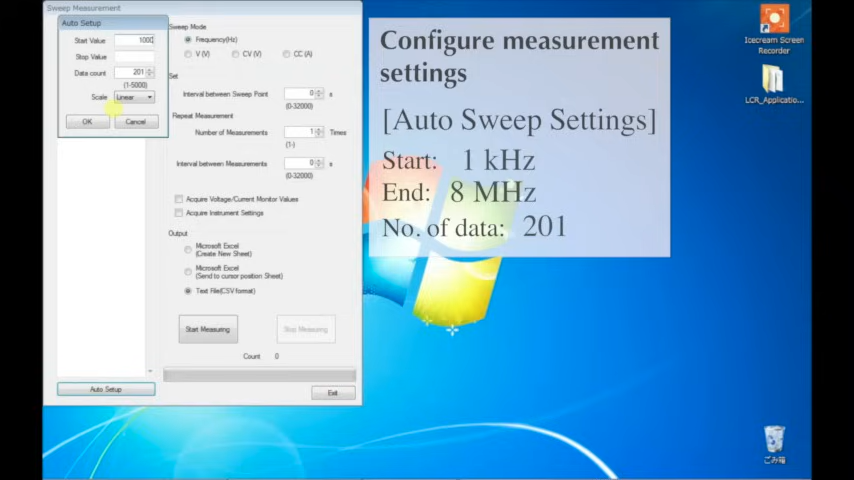 Sweep Measurement
Auto Setup
Start Value 1000
Stop Value
Data count 201
(1-5000)
Scale Linear
OK Cancel
Sweep Mode
Frequency(Hz)
V (V) CV (V) CC (A)
Set
Interval between Sweep Point 0 s
(0-32000)
Repeat Measurement
Number of Measurements 1 Times
(1-)
Interval between Measurements 0 s
(0-32000)
Acquire Voltage/Current Monitor Values
Acquire Instrument Settings
Output
Microsoft Excel
(Create New Sheet)
Microsoft Excel
(Send to cursor position Sheet)
Text File(CSV format)
Start Measuring Stop Measuring
Count 0
Auto Setup
Exit
Configure measurement
settings
[Auto Sweep Settings]
Start: 1 kHz
End: 8 MHz
No. of data: 201
Icecream Screen
Recorder
LCR_Applicatio...
ごみ箱